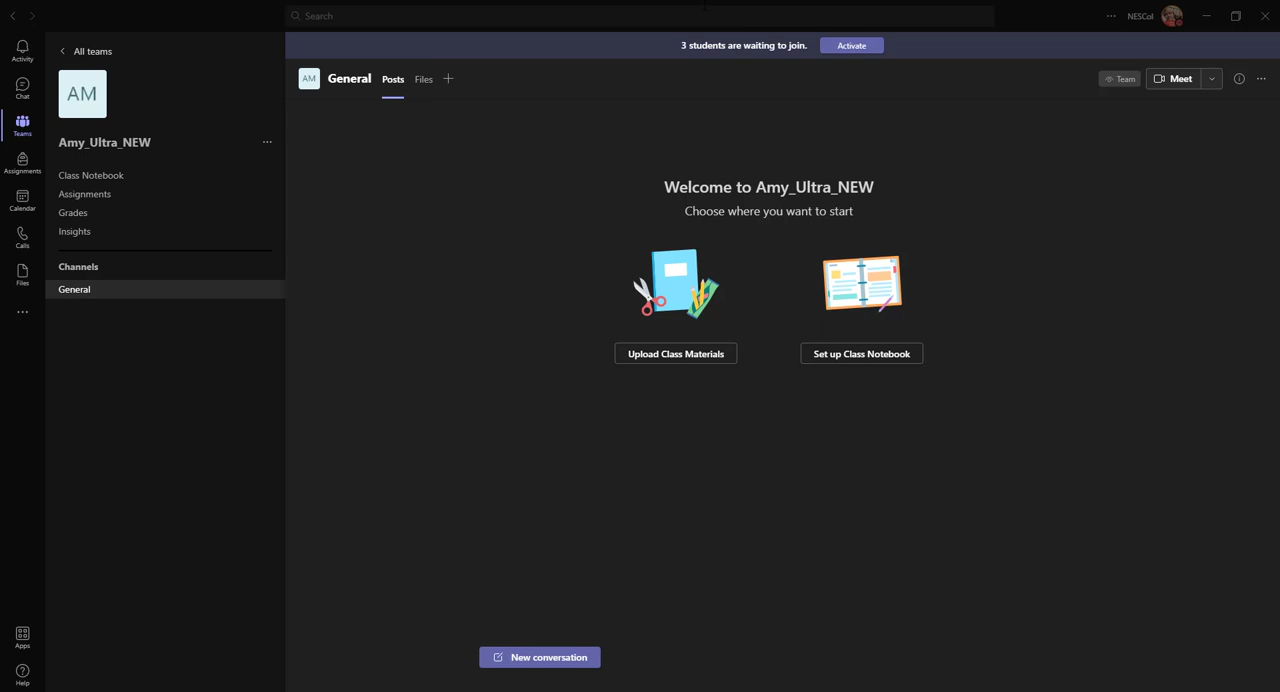 Search
NESCol
Activity
Chat
Teams
Assignments
Calendar
Calls
Files
Apps
Help
All teams
AM
Amy_Ultra_NEW
Class Notebook
Assignments
Grades
Insights
Channels
General
3 students are waiting to join. Activate
AM General Posts Files Team Meet
Welcome to Amy_Ultra_NEW
Choose where you want to start
Upload Class Materials Set up Class Notebook
New conversation